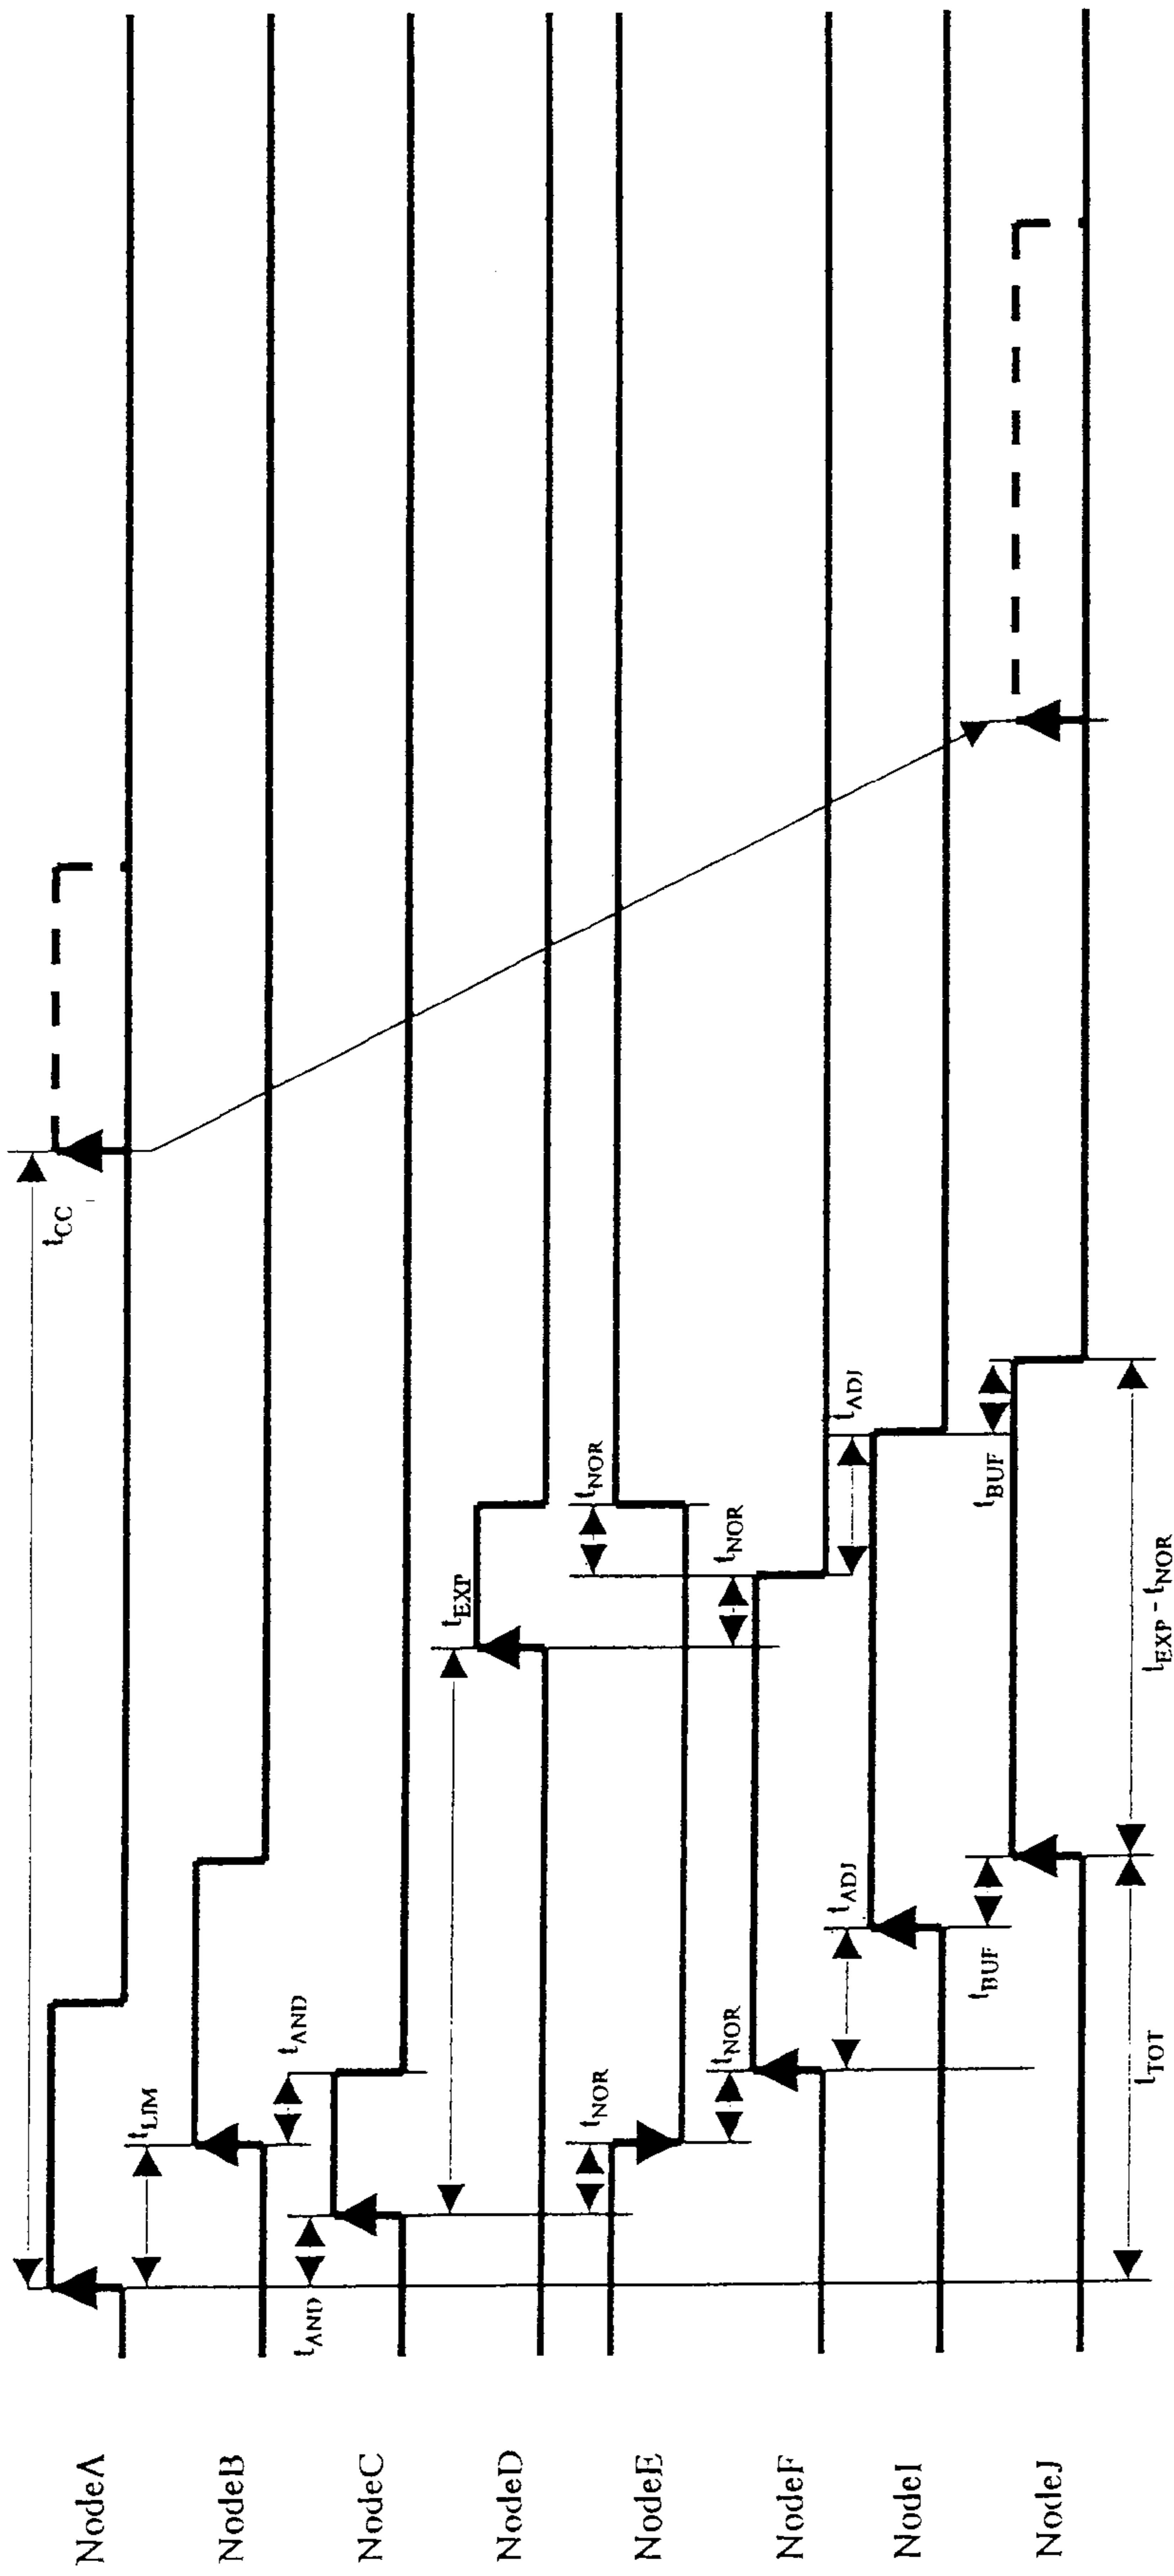 NodeA
NodeB
NodeC
NodeD
NodeE
NodeF
NodeI
NodeJ
tCC
tLIM
tAND
tAND
tEXP
tNOR
tNOR
tNOR
tNOR
tADJ
tADJ
tBUF
tBUF
tTOT
tEXP - tNOR